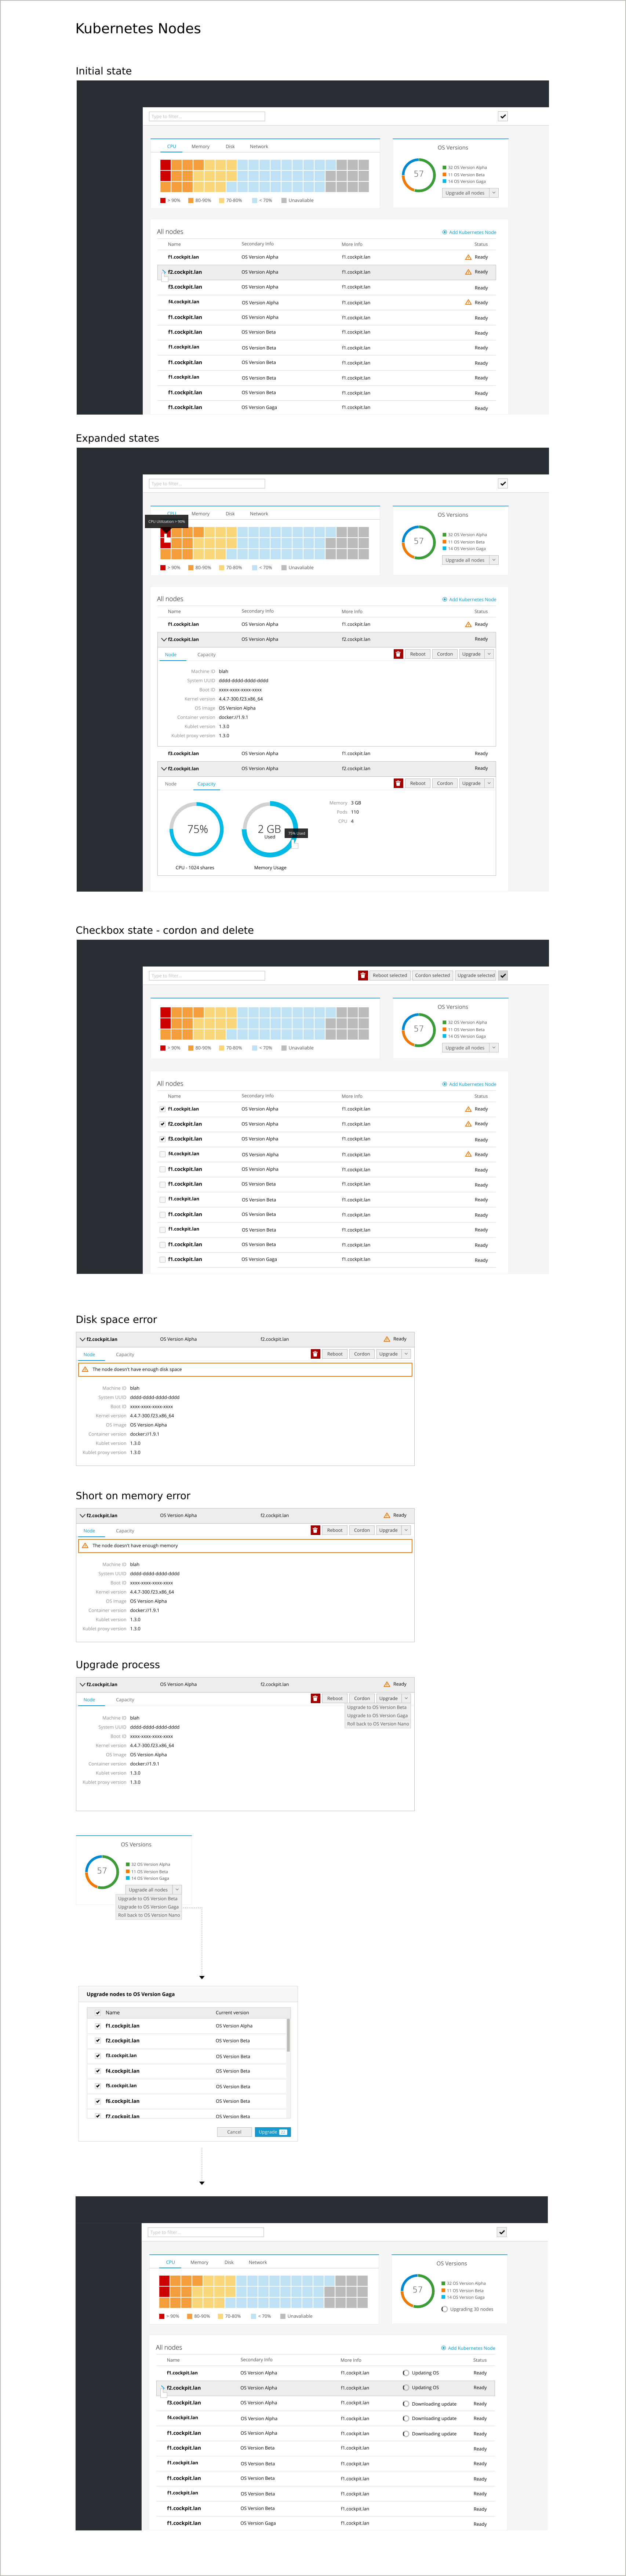 Kubernetes Nodes
Initial state
Type to filter...
CPU Memory Disk Network
> 90% 80-90% 70-80% < 70% Unavaliable
OS Versions
57
32 OS Version Alpha
11 OS Version Beta
14 OS Version Gaga
Upgrade all nodes
All nodes
Add Kubernetes Node
Name Secondary Info More Info Status
f1.cockpit.lan OS Version Alpha f1.cockpit.lan Ready
f2.cockpit.lan OS Version Alpha f1.cockpit.lan Ready
f3.cockpit.lan OS Version Alpha f1.cockpit.lan Ready
f4.cockpit.lan OS Version Alpha f1.cockpit.lan Ready
f1.cockpit.lan OS Version Alpha f1.cockpit.lan Ready
f1.cockpit.lan OS Version Beta f1.cockpit.lan Ready
f1.cockpit.lan OS Version Beta f1.cockpit.lan Ready
f1.cockpit.lan OS Version Beta f1.cockpit.lan Ready
f1.cockpit.lan OS Version Beta f1.cockpit.lan Ready
f1.cockpit.lan OS Version Beta f1.cockpit.lan Ready
f1.cockpit.lan OS Version Gaga f1.cockpit.lan Ready
Expanded states
Type to filter...
CPU Memory Disk Network
CPU Utilisation > 90%
> 90% 80-90% 70-80% < 70% Unavaliable
OS Versions
57
32 OS Version Alpha
11 OS Version Beta
14 OS Version Gaga
Upgrade all nodes
All nodes
Add Kubernetes Node
Name Secondary Info More Info Status
f1.cockpit.lan OS Version Alpha f1.cockpit.lan Ready
f2.cockpit.lan OS Version Alpha f2.cockpit.lan Ready
Node Capacity Reboot Cordon Upgrade
Machine ID blah
System UUID dddd-dddd-dddd-dddd
Boot ID xxxx-xxxx-xxxx-xxxx
Kernel version 4.4.7-300.f23.x86_64
OS Image OS Version Alpha
Container version docker://1.9.1
Kublet version 1.3.0
Kublet proxy version 1.3.0
f3.cockpit.lan OS Version Alpha f1.cockpit.lan Ready
f2.cockpit.lan OS Version Alpha f2.cockpit.lan Ready
Node Capacity Reboot Cordon Upgrade
75%
CPU - 1024 shares
2 GB
Used
75% Used
Memory Usage
Memory 3 GB
Pods 110
CPU 4
Checkbox state - cordon and delete
Type to filter...
Reboot selected Cordon selected Upgrade selected
> 90% 80-90% 70-80% < 70% Unavaliable
OS Versions
57
32 OS Version Alpha
11 OS Version Beta
14 OS Version Gaga
Upgrade all nodes
All nodes
Add Kubernetes Node
Name Secondary Info More Info Status
f1.cockpit.lan OS Version Alpha f1.cockpit.lan Ready
f2.cockpit.lan OS Version Alpha f1.cockpit.lan Ready
f3.cockpit.lan OS Version Alpha f1.cockpit.lan Ready
f4.cockpit.lan OS Version Alpha f1.cockpit.lan Ready
f1.cockpit.lan OS Version Alpha f1.cockpit.lan Ready
f1.cockpit.lan OS Version Beta f1.cockpit.lan Ready
f1.cockpit.lan OS Version Beta f1.cockpit.lan Ready
f1.cockpit.lan OS Version Beta f1.cockpit.lan Ready
f1.cockpit.lan OS Version Beta f1.cockpit.lan Ready
f1.cockpit.lan OS Version Beta f1.cockpit.lan Ready
f1.cockpit.lan OS Version Gaga f1.cockpit.lan Ready
Disk space error
f2.cockpit.lan OS Version Alpha f2.cockpit.lan Ready
Node Capacity Reboot Cordon Upgrade
The node doesn't have enough disk space
Machine ID blah
System UUID dddd-dddd-dddd-dddd
Boot ID xxxx-xxxx-xxxx-xxxx
Kernel version 4.4.7-300.f23.x86_64
OS Image OS Version Alpha
Container version docker://1.9.1
Kublet version 1.3.0
Kublet proxy version 1.3.0
Short on memory error
f2.cockpit.lan OS Version Alpha f2.cockpit.lan Ready
Node Capacity Reboot Cordon Upgrade
The node doesn't have enough memory
Machine ID blah
System UUID dddd-dddd-dddd-dddd
Boot ID xxxx-xxxx-xxxx-xxxx
Kernel version 4.4.7-300.f23.x86_64
OS Image OS Version Alpha
Container version docker://1.9.1
Kublet version 1.3.0
Kublet proxy version 1.3.0
Upgrade process
f2.cockpit.lan OS Version Alpha f2.cockpit.lan Ready
Node Capacity Reboot Cordon Upgrade
Upgrade to OS Version Beta
Upgrade to OS Version Gaga
Roll back to OS Version Nano
Machine ID blah
System UUID dddd-dddd-dddd-dddd
Boot ID xxxx-xxxx-xxxx-xxxx
Kernel version 4.4.7-300.f23.x86_64
OS Image OS Version Alpha
Container version docker://1.9.1
Kublet version 1.3.0
Kublet proxy version 1.3.0
OS Versions
57
32 OS Version Alpha
11 OS Version Beta
14 OS Version Gaga
Upgrade all nodes
Upgrade to OS Version Beta
Upgrade to OS Version Gaga
Roll back to OS Version Nano
Upgrade nodes to OS Version Gaga
Name Current version
f1.cockpit.lan OS Version Alpha
f2.cockpit.lan OS Version Beta
f3.cockpit.lan OS Version Beta
f4.cockpit.lan OS Version Beta
f5.cockpit.lan OS Version Beta
f6.cockpit.lan OS Version Beta
f7.cockpit.lan OS Version Beta
Cancel Upgrade
Type to filter...
CPU Memory Disk Network
> 90% 80-90% 70-80% < 70% Unavaliable
OS Versions
57
32 OS Version Alpha
11 OS Version Beta
14 OS Version Gaga
Upgrading 30 nodes
All nodes
Add Kubernetes Node
Name Secondary Info More Info Status
f1.cockpit.lan OS Version Alpha f1.cockpit.lan Updating OS Ready
f2.cockpit.lan OS Version Alpha f1.cockpit.lan Updating OS Ready
f3.cockpit.lan OS Version Alpha f1.cockpit.lan Downloading update Ready
f4.cockpit.lan OS Version Alpha f1.cockpit.lan Downloading update Ready
f1.cockpit.lan OS Version Alpha f1.cockpit.lan Downloading update Ready
f1.cockpit.lan OS Version Beta f1.cockpit.lan Ready
f1.cockpit.lan OS Version Beta f1.cockpit.lan Ready
f1.cockpit.lan OS Version Beta f1.cockpit.lan Ready
f1.cockpit.lan OS Version Beta f1.cockpit.lan Ready
f1.cockpit.lan OS Version Beta f1.cockpit.lan Ready
f1.cockpit.lan OS Version Gaga f1.cockpit.lan Ready